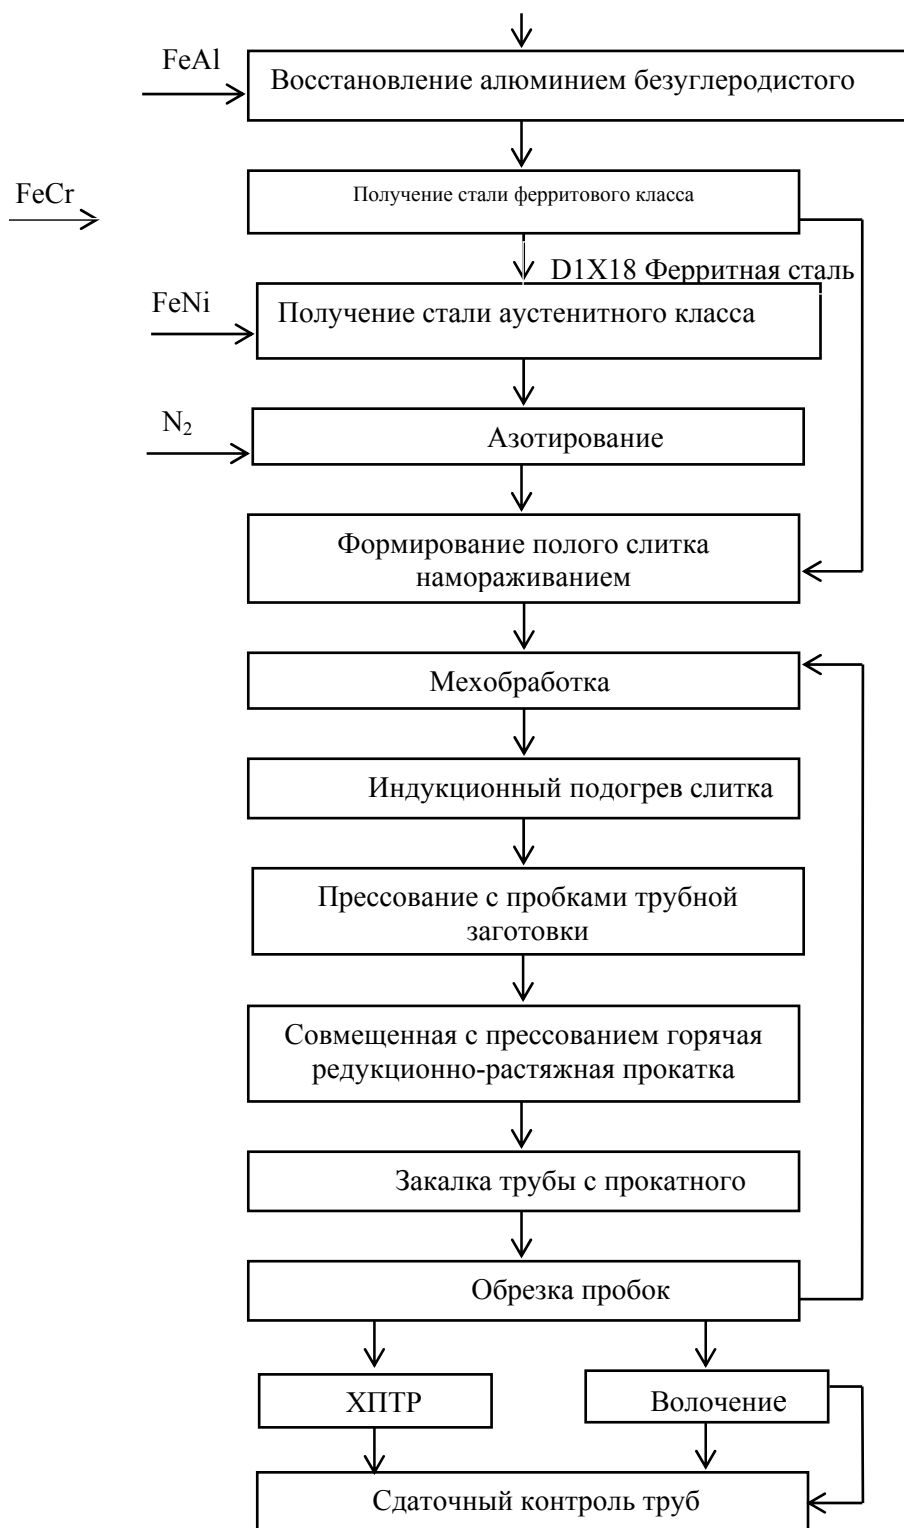 FeAl
Восстановление алюминием безуглеродистого
FeCr
Получение стали ферритового класса
D1X18 Ферритная сталь
FeNi
Получение стали аустенитного класса
N₂
Азотирование
Формирование полого слитка
намораживанием
Мехобработка
Индукционный подогрев слитка
Прессование с пробками трубной
заготовки
Совмещенная с прессованием горячая
редукционно-растяжная прокатка
Закалка трубы с прокатного
Обрезка пробок
ХПТР
Волочение
Сдаточный контроль труб